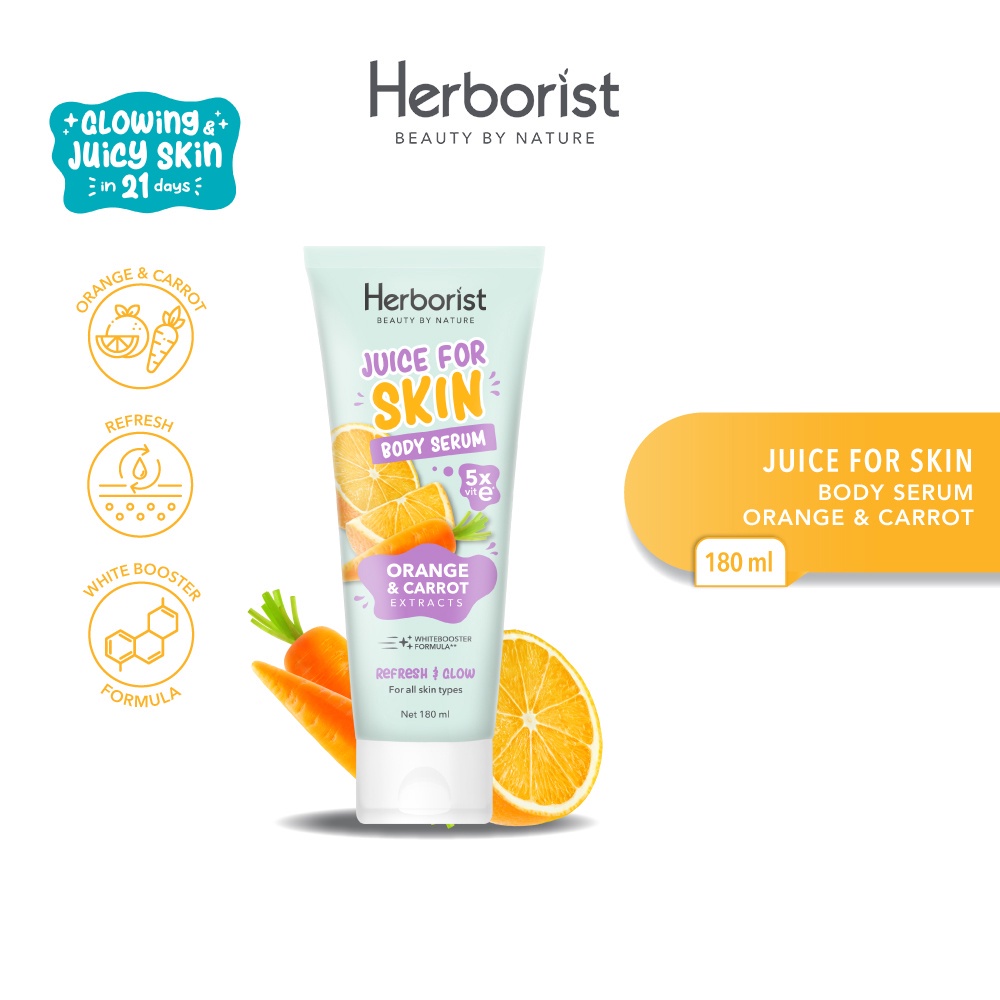 Herborist
BEAUTY BY NATURE
GLOWING &
JUICY SKIN
in 21 days
ORANGE & CARROT
REFRESH
WHITE BOOSTER
FORMULA
Herborist
BEAUTY BY NATURE
JUICE FOR
SKIN
BODY SERUM
5x
vit e*
ORANGE
& CARROT
EXTRACTS
WHITEBOOSTER
FORMULA**
REFRESH & GLOW
For all skin types
Net 180 ml
JUICE FOR SKIN
BODY SERUM
ORANGE & CARROT
180 ml